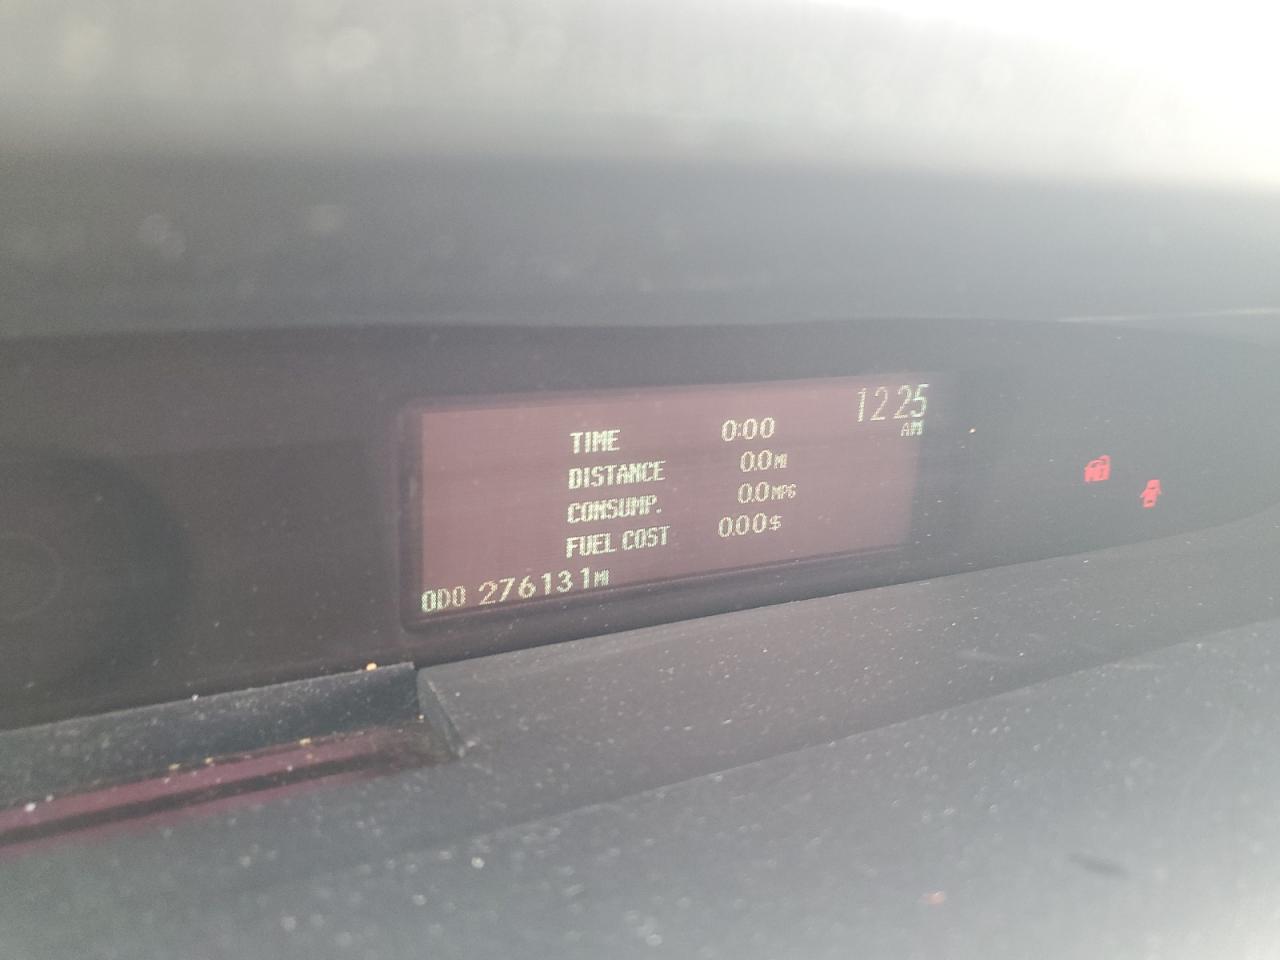 12:25
AM
TIME 0:00
DISTANCE 0.0 MI
CONSUMP. 0.0 MPG
FUEL COST 0.00 $
ODO 276131 MI